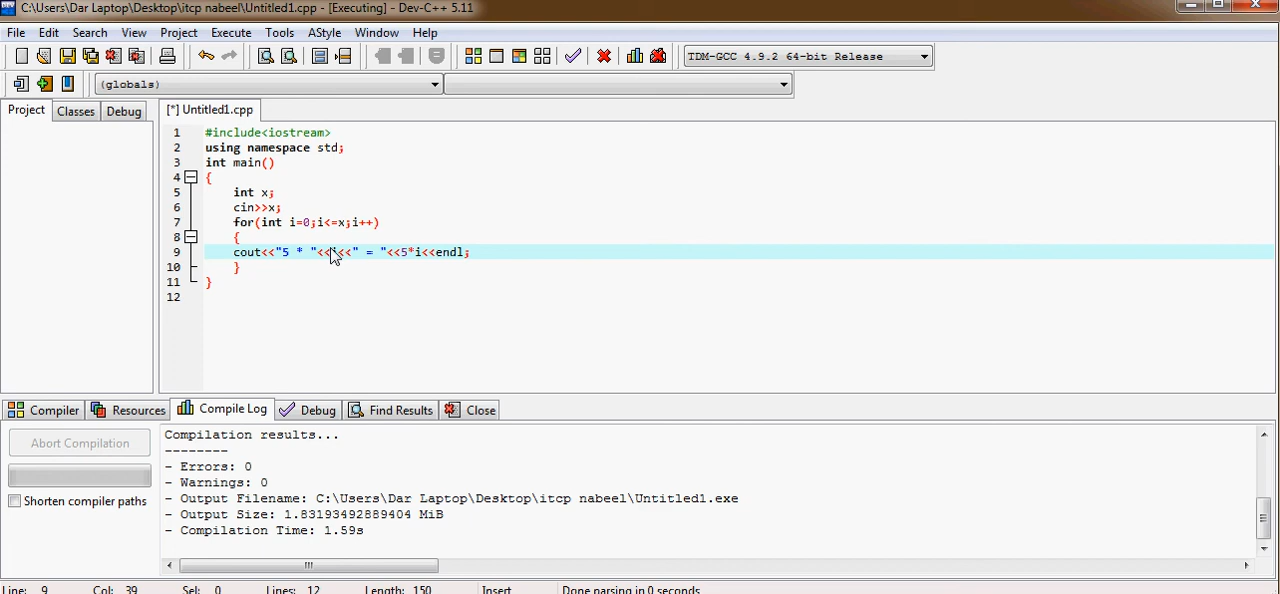 C:\Users\Dar Laptop\Desktop\itcp nabeel\Untitled1.cpp - [Executing] - Dev-C++ 5.11
File Edit Search View Project Execute Tools AStyle Window Help
TDM-GCC 4.9.2 64-bit Release
(globals)
Project Classes Debug [*] Untitled1.cpp
1 #include<iostream>
2 using namespace std;
3 int main()
4 {
5 int x;
6 cin>>x;
7 for(int i=0;i<=x;i++)
8 {
9 cout<<"5 * "<<i<<" = "<<5*i<<endl;
10 }
11 }
12
Compiler Resources Compile Log Debug Find Results Close
Abort Compilation
Shorten compiler paths
Compilation results...
--------
- Errors: 0
- Warnings: 0
- Output Filename: C:\Users\Dar Laptop\Desktop\itcp nabeel\Untitled1.exe
- Output Size: 1.83193492889404 MiB
- Compilation Time: 1.59s
Line: 9 Col: 39 Sel: 0 Lines: 12 Length: 150 Insert Done parsing in 0 seconds